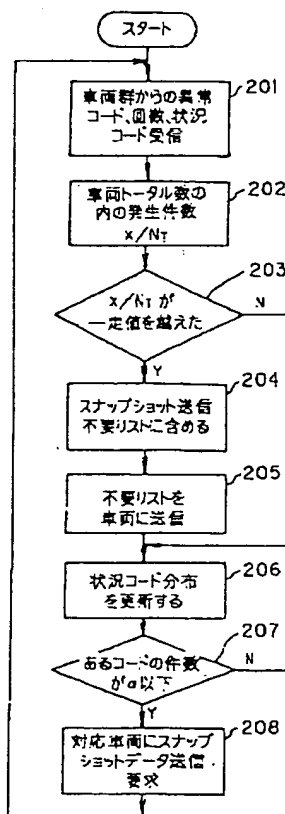 スタート
201
車両群からの異常
コード、回数、状況
コード受信
202
車両トータル数の
内の発生件数
x/NT
203
x/NTが
一定値を越えた
N
Y
204
スナップショット送信
不要リストに含める
205
不要リストを
車両に送信
206
状況コード分布
を更新する
207
あるコードの件数
がα以下
N
Y
208
対応車両にスナップ
ショットデータ送信
要求